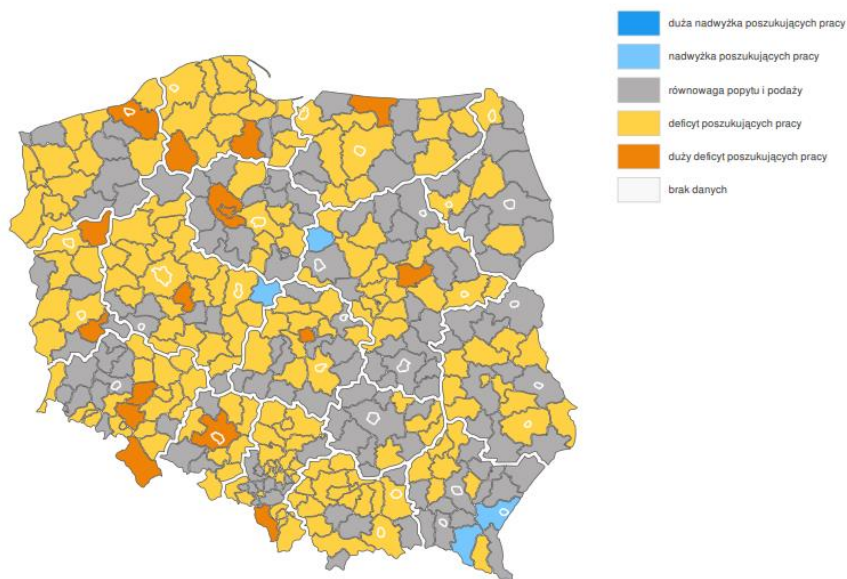 duża nadwyżka poszukujących pracy
nadwyżka poszukujących pracy
równowaga popytu i podaży
deficyt poszukujących pracy
duży deficyt poszukujących pracy
brak danych